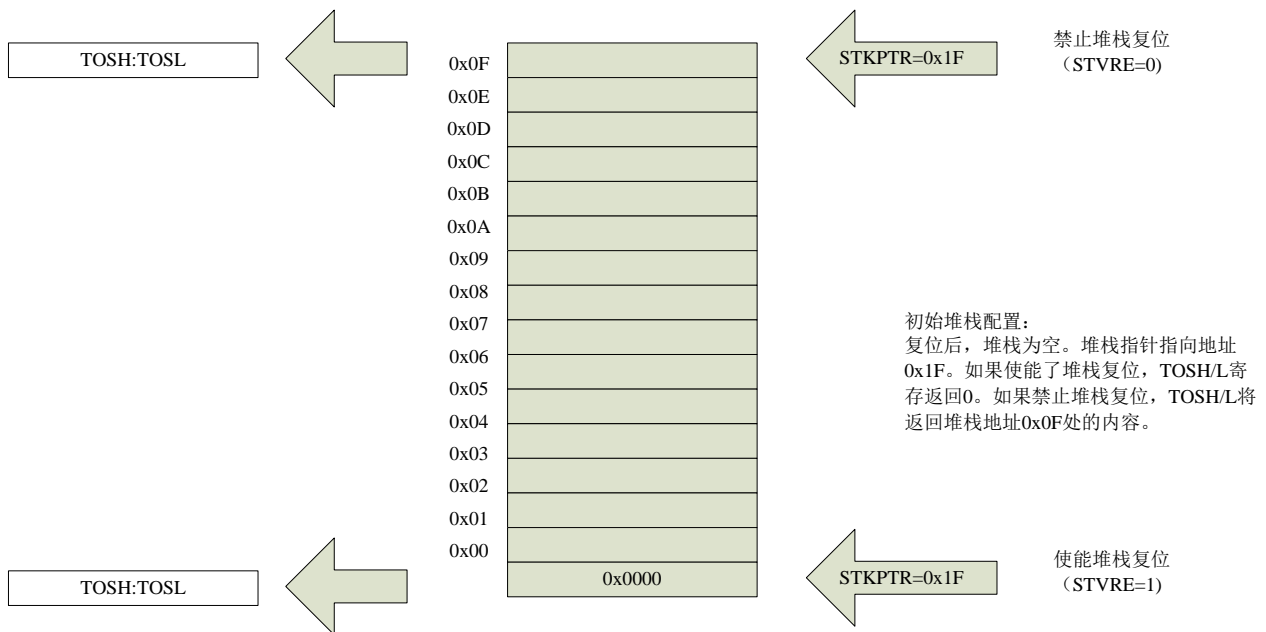 TOSH:TOSL
0x0F
STKPTR=0x1F
禁止堆栈复位
（STVRE=0)
0x0E
0x0D
0x0C
0x0B
0x0A
0x09
0x08
0x07
0x06
0x05
0x04
0x03
0x02
0x01
0x00
初始堆栈配置：
复位后，堆栈为空。堆栈指针指向地址
0x1F。如果使能了堆栈复位，TOSH/L寄
存返回0。如果禁止堆栈复位，TOSH/L将
返回堆栈地址0x0F处的内容。
TOSH:TOSL
0x0000
STKPTR=0x1F
使能堆栈复位
（STVRE=1)